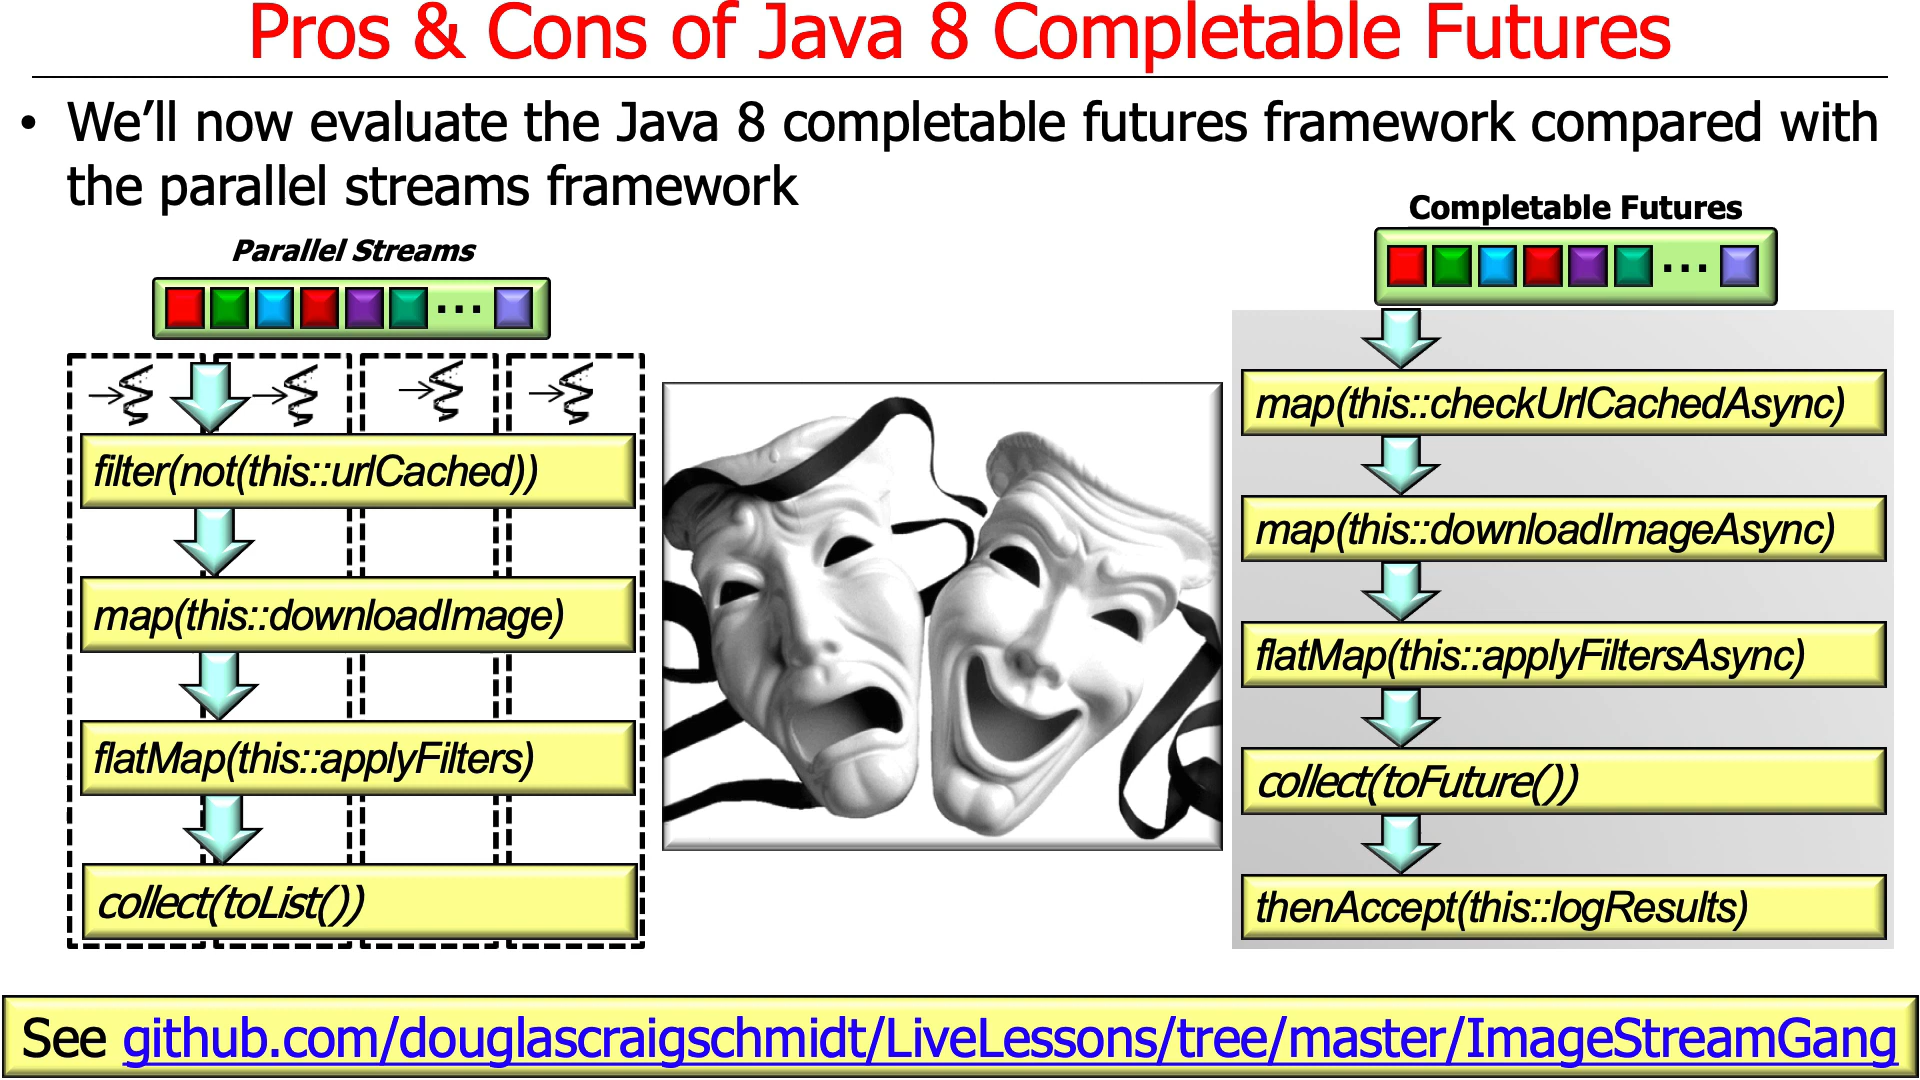 Pros & Cons of Java 8 Completable Futures
• We’ll now evaluate the Java 8 completable futures framework compared with
the parallel streams framework
Parallel Streams
...
filter(not(this::urlCached))
map(this::downloadImage)
flatMap(this::applyFilters)
collect(toList())
Completable Futures
...
map(this::checkUrlCachedAsync)
map(this::downloadImageAsync)
flatMap(this::applyFiltersAsync)
collect(toFuture())
thenAccept(this::logResults)
See github.com/douglascraigschmidt/LiveLessons/tree/master/ImageStreamGang